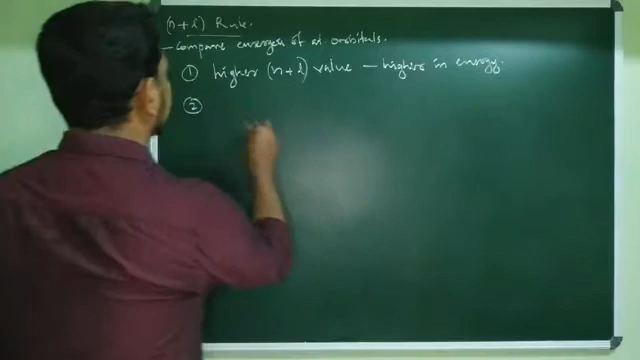 (n+l) Rule.
- Compare energies of at. orbitals.
① higher (n+l) value – higher in energy.
②